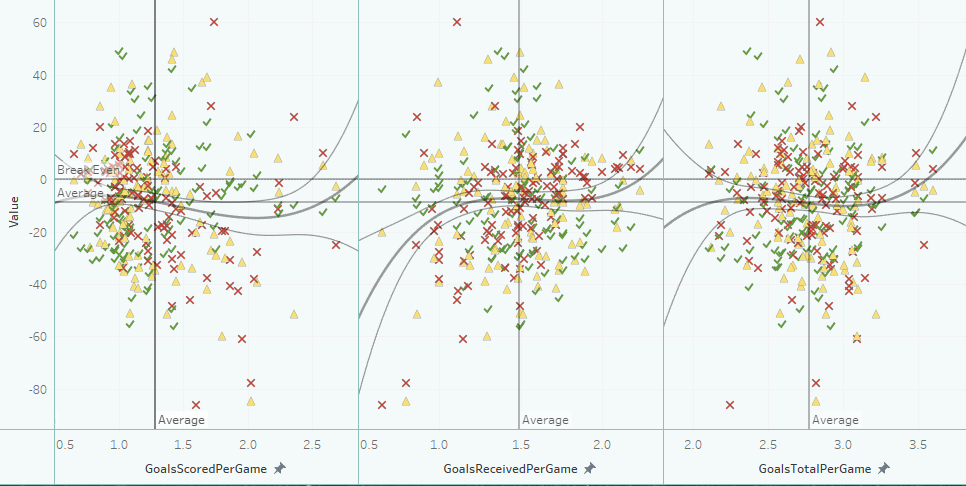 60
40
20
0
-20
-40
-60
-80
Value
Break Even
Average
Average
Average
Average
0.5 1.0 1.5 2.0 2.5
0.5 1.0 1.5 2.0
2.0 2.5 3.0 3.5
GoalsScoredPerGame
GoalsReceivedPerGame
GoalsTotalPerGame